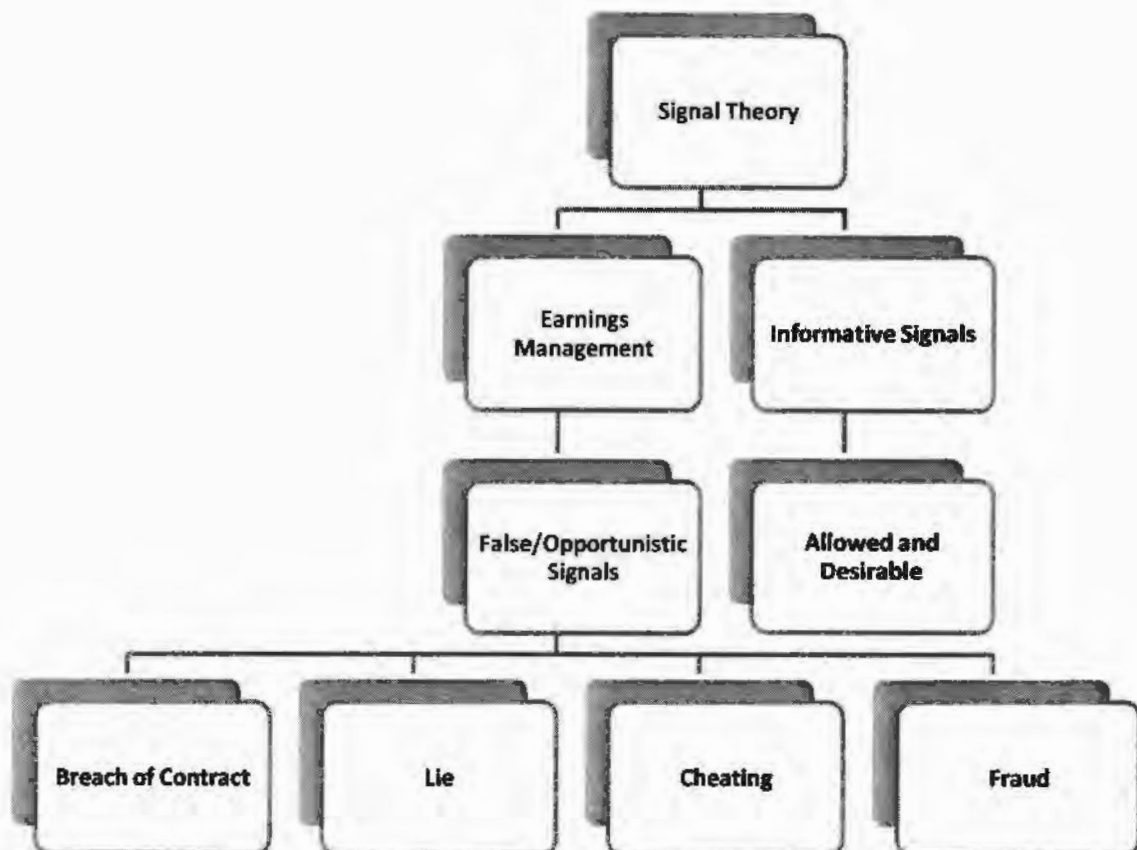 Signal Theory
Earnings
Management
Informative Signals
False/Opportunistic
Signals
Allowed and
Desirable
Breach of Contract
Lie
Cheating
Fraud